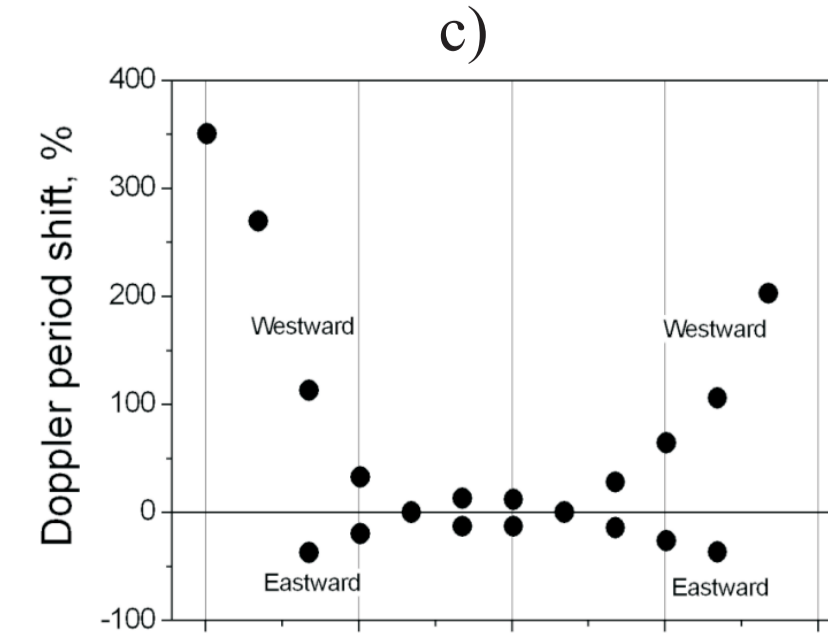 c)
Doppler period shift, %
400
300
200
100
0
-100
Westward
Westward
Eastward
Eastward